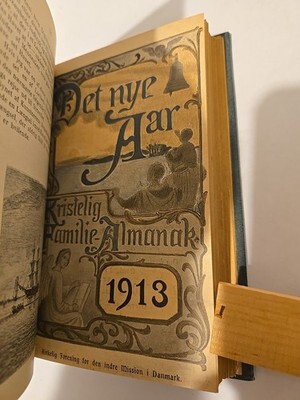 Det nye
Aar
Kristelig
Familie-Almanak
1913
Kirkelig Forening for den indre Mission i Danmark.